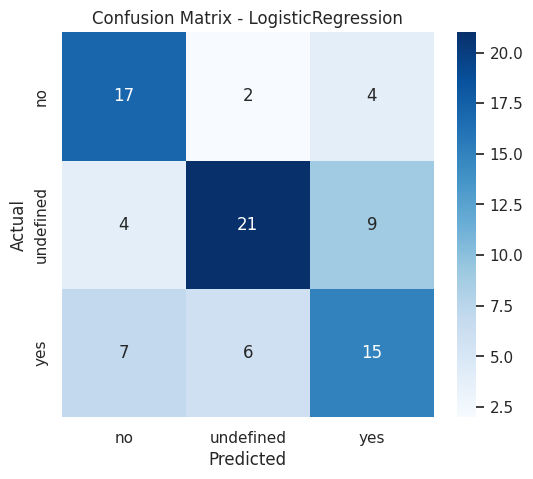 Confusion Matrix - LogisticRegression
Actual
no
17 2 4
undefined
4 21 9
yes
7 6 15
no undefined yes
Predicted
20.0
17.5
15.0
12.5
10.0
7.5
5.0
2.5